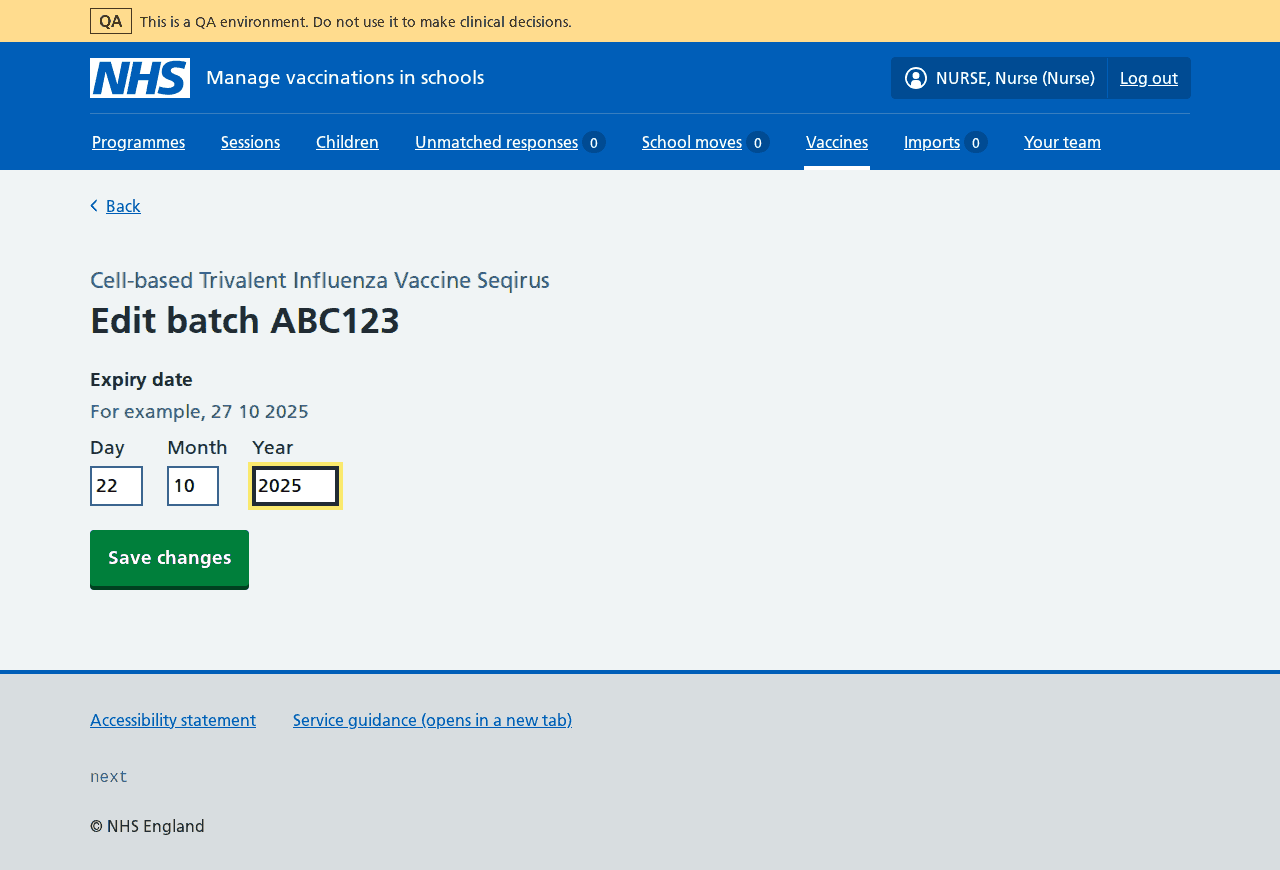 QA This is a QA environment. Do not use it to make clinical decisions.
NHS Manage vaccinations in schools NURSE, Nurse (Nurse) Log out
Programmes Sessions Children Unmatched responses 0 School moves 0 Vaccines Imports 0 Your team
Back
Cell-based Trivalent Influenza Vaccine Seqirus
Edit batch ABC123
Expiry date
For example, 27 10 2025
Day Month Year
22 10 2025
Save changes
Accessibility statement Service guidance (opens in a new tab)
next
© NHS England